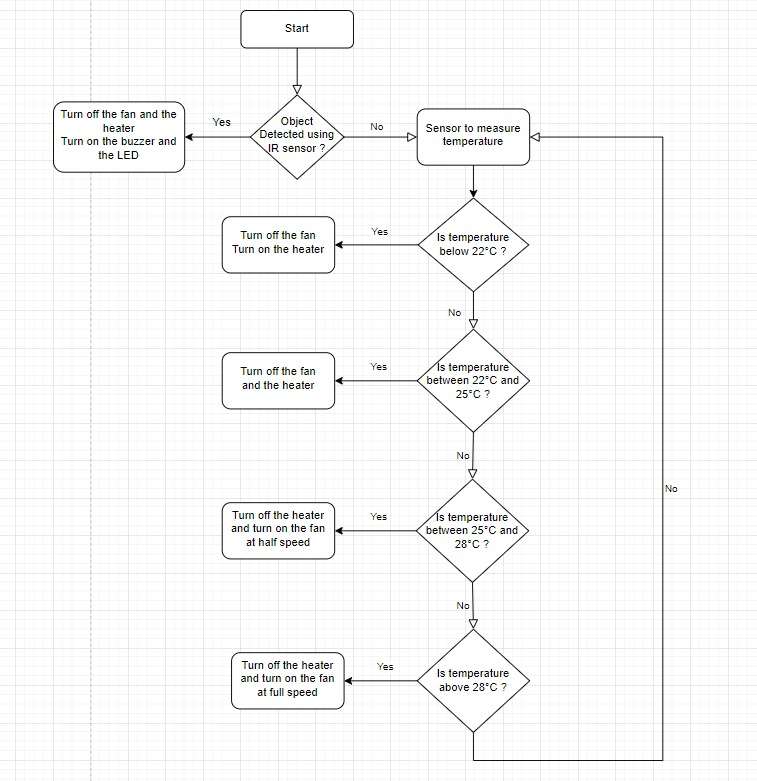 Start
Turn off the fan and the
heater
Turn on the buzzer and
the LED
Yes
Object
Detected using
IR sensor ?
No
Sensor to measure
temperature
Turn off the fan
Turn on the heater
Yes
Is temperature
below 22°C ?
No
Turn off the fan
and the heater
Yes
Is temperature
between 22°C and
25°C ?
No
No
Turn off the heater
and turn on the fan
at half speed
Yes
Is temperature
between 25°C and
28°C ?
No
Turn off the heater
and turn on the fan
at full speed
Yes
Is temperature
above 28°C ?